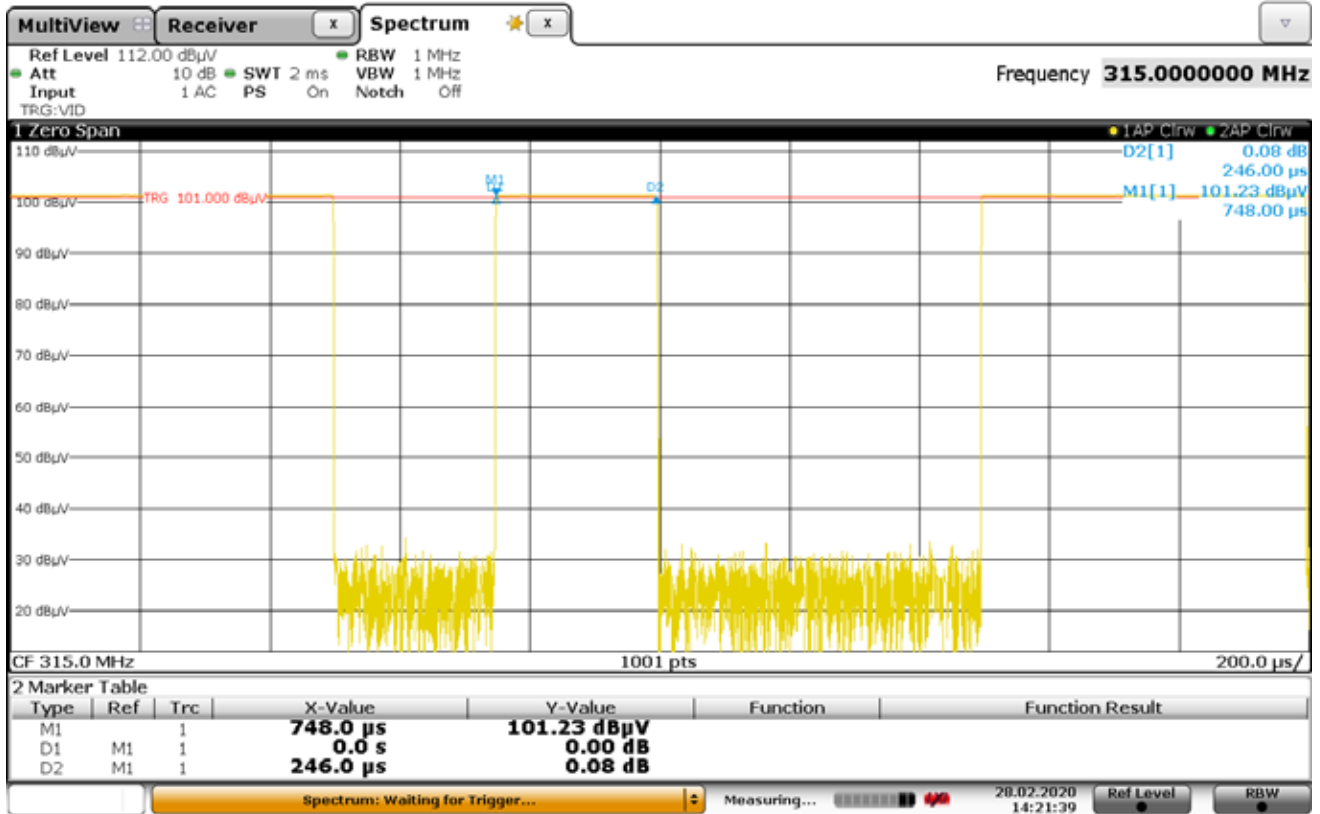 MultiView Receiver x Spectrum x
Ref Level 112.00 dBµV RBW 1 MHz
Att 10 dB SWT 2 ms VBW 1 MHz Frequency 315.0000000 MHz
Input 1 AC PS On Notch Off
TRG:VID
1 Zero Span 1AP Clrw 2AP Clrw
110 dBµV D2[1] 0.08 dB
246.00 µs
M1 D2 M1[1] 101.23 dBµV
100 dBµV TRG 101.000 dBµV 748.00 µs
90 dBµV
80 dBµV
70 dBµV
60 dBµV
50 dBµV
40 dBµV
30 dBµV
20 dBµV
CF 315.0 MHz 1001 pts 200.0 µs/
2 Marker Table
Type Ref Trc X-Value Y-Value Function Function Result
M1 1 748.0 µs 101.23 dBµV
D1 M1 1 0.0 s 0.00 dB
D2 M1 1 246.0 µs 0.08 dB
Spectrum: Waiting for Trigger... Measuring... 28.02.2020 Ref Level RBW
14:21:39